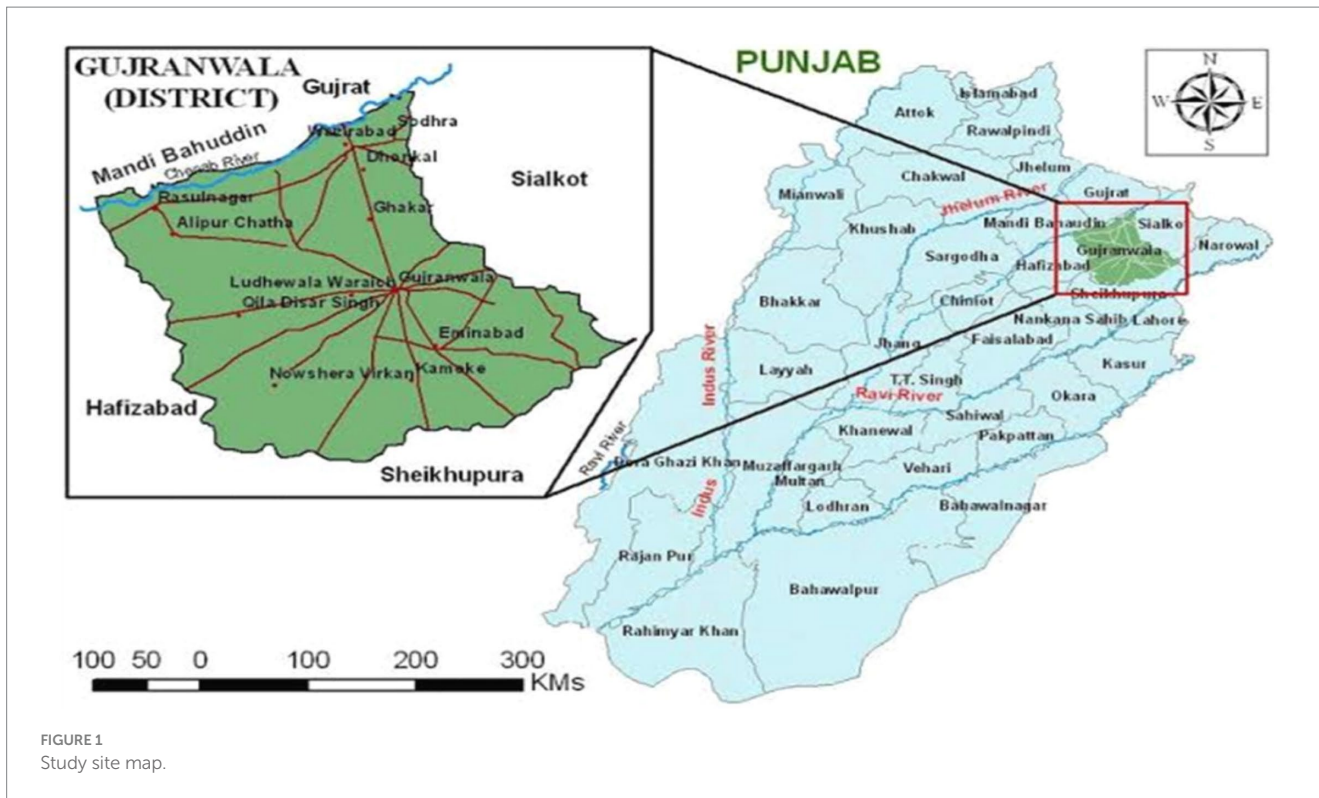 GUJRANWALA
(DISTRICT)
Gujrat
Mandi Bahuddin
Chenab River
Wazirabad
Sodhra
Dhonkal
Rasulnagar
Alipur Chatha
Ghakar
Sialkot
Ludhewala Waraich
Gujranwala
Qila Disar Singh
Eminabad
Nowshera Virkan
Kamoke
Hafizabad
Sheikhupura
Ravi River
PUNJAB
N
W E
S
Attok
Islamabad
Rawalpindi
Jhelum
Chakwal
Mianwali
Gujrat
Jhelum River
Khushab
Mandi Bahaudin
Sialko
Narowal
Gujranwala
Sargodha
Hafizabad
Bhakkar
Chiniot
Sheikhupura
Nankana Sahib
Lahore
Jhang
Faisalabad
Indus River
Layyah
T.T. Singh
Kasur
Ravi River
Okara
Sahiwal
Khanewal
Pakpattan
Dera Ghazi Khan
Muzaffargarh
Vehari
Multan
Indus
Lodhran
Bahawalnagar
Rajan Pur
Bahawalpur
Rahimyar Khan
100 50 0 100 200 300
KMs
FIGURE 1
Study site map.